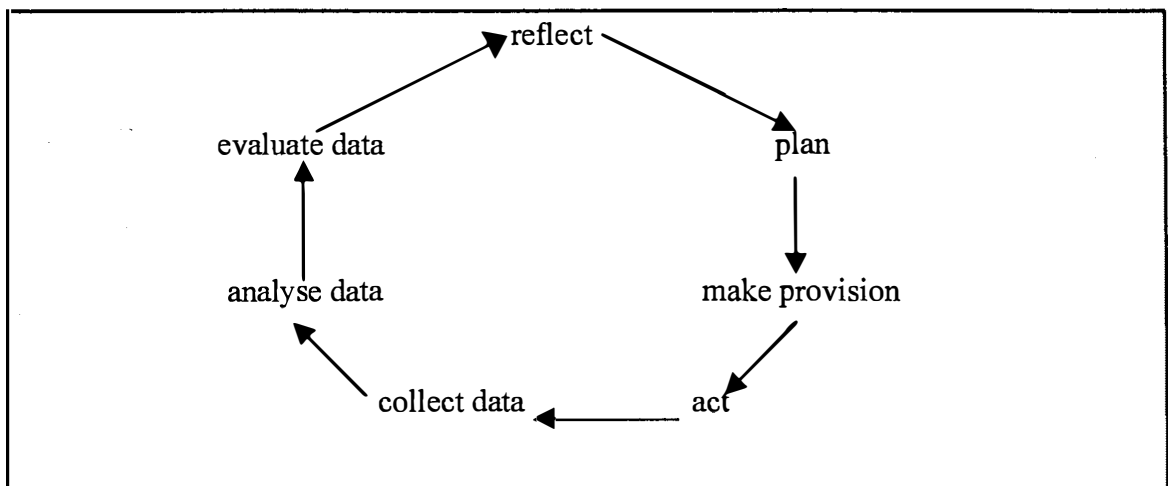 reflect
evaluate data
plan
analyse data
make provision
collect data
act